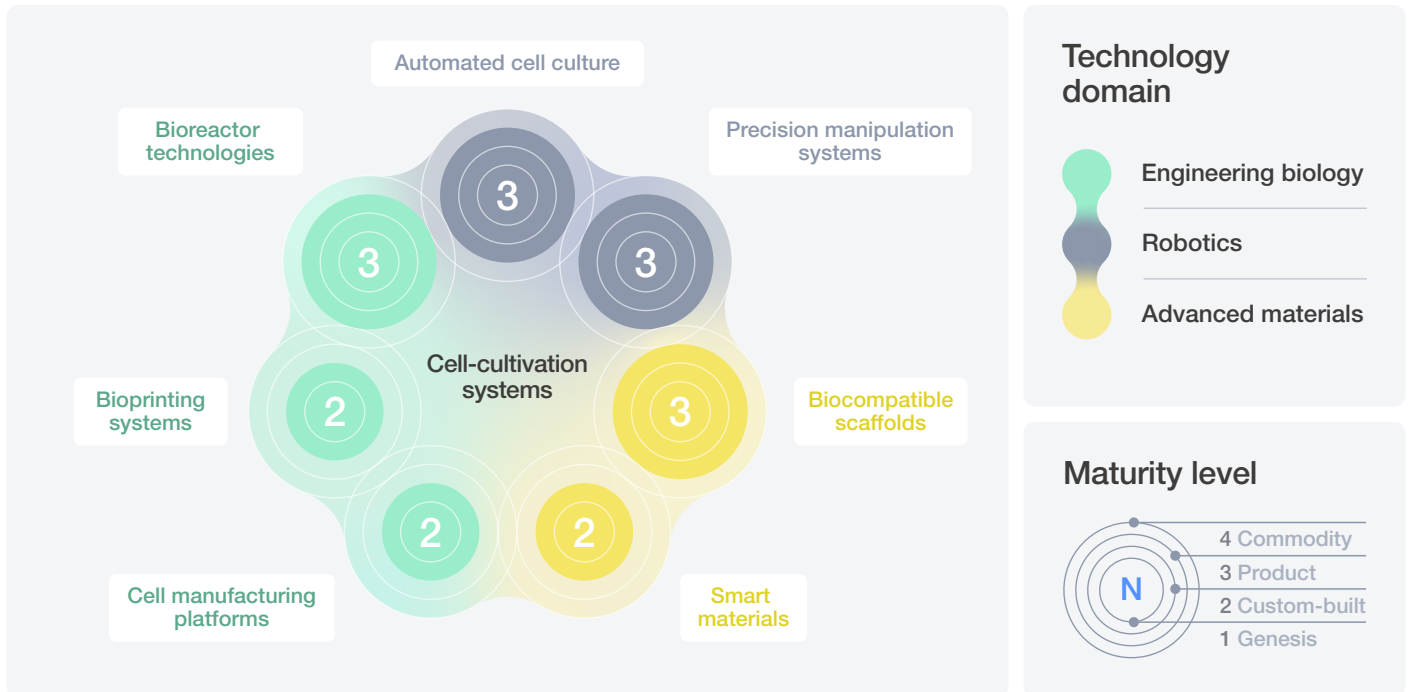 Automated cell culture
Bioreactor
technologies
Precision manipulation
systems
3
3
3
Cell-cultivation
systems
Bioprinting
systems
2
3
Biocompatible
scaffolds
2
2
Cell manufacturing
platforms
Smart
materials
Technology
domain
Engineering biology
Robotics
Advanced materials
Maturity level
N
4 Commodity
3 Product
2 Custom-built
1 Genesis